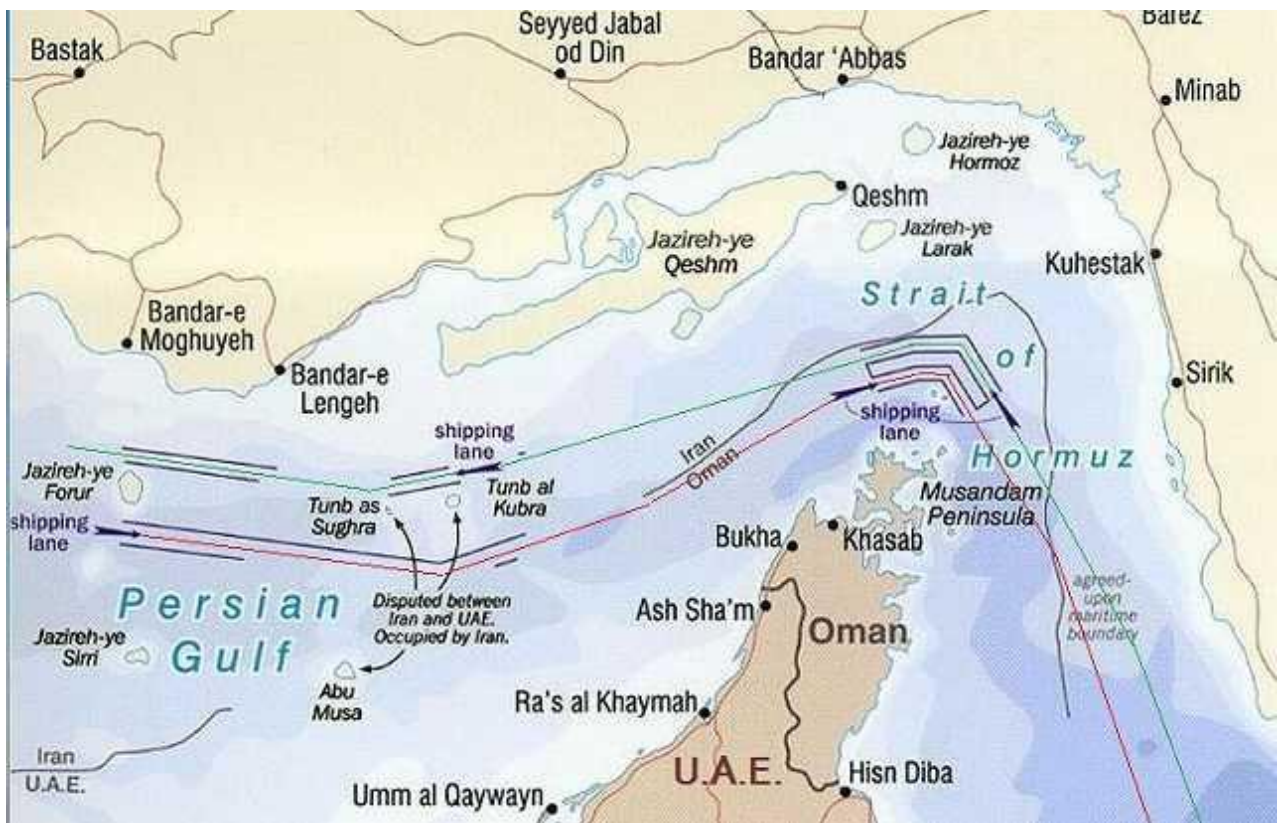 Bastak
Seyyed Jabal
od Din
Bandar 'Abbas
Barez
Minab
Jazireh-ye
Hormoz
Qeshm
Jazireh-ye
Larak
Jazireh-ye
Qeshm
Kuhestak
Strait
of
Hormuz
Bandar-e
Moghuyeh
Bandar-e
Lengeh
Sirik
shipping
lane
shipping
lane
Iran
Oman
Jazireh-ye
Forur
Tunb as
Sughra
Tunb al
Kubra
Musandam
Peninsula
shipping
lane
Bukha
Khasab
Persian
Gulf
Disputed between
Iran and UAE.
Occupied by Iran.
Ash Sha'm
Oman
agreed-
upon
maritime
boundary
Jazireh-ye
Sirri
Abu
Musa
Ra's al Khaymah
Iran
U.A.E.
U.A.E.
Hisn Diba
Umm al Qaywayn